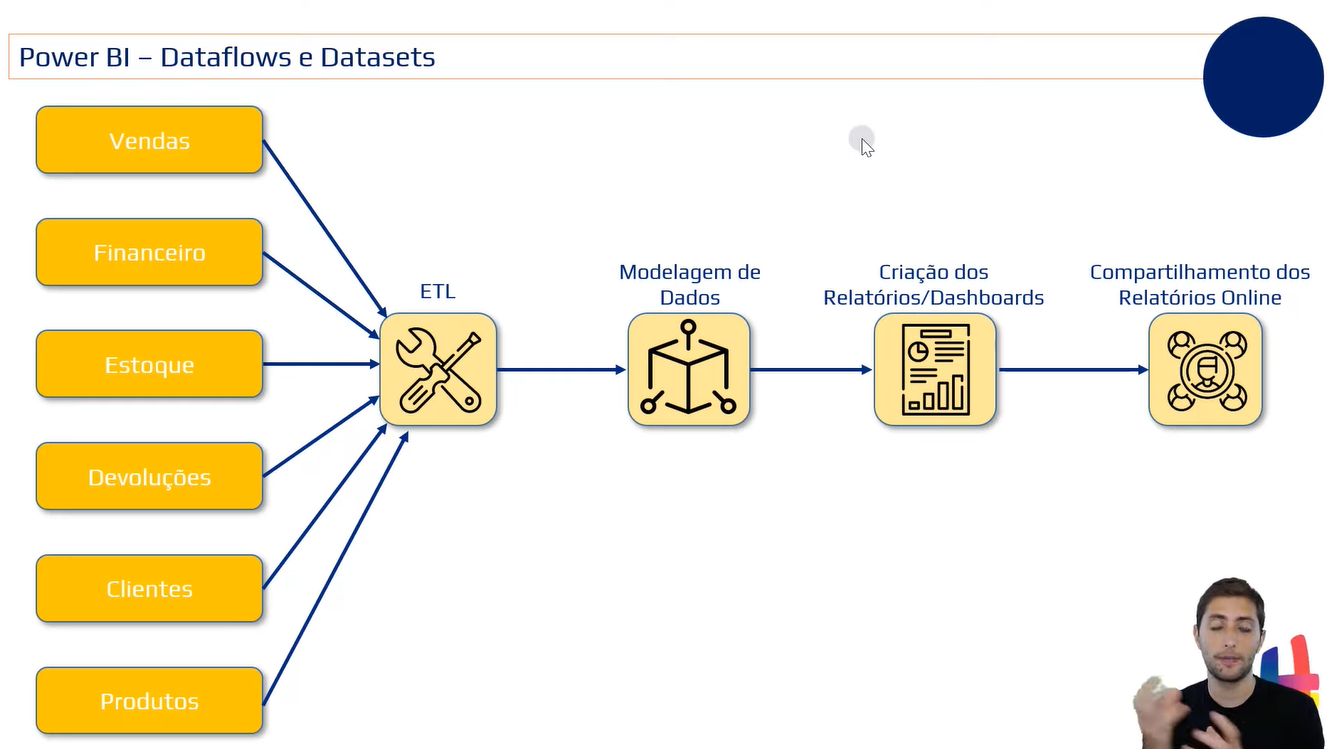 Power BI – Dataflows e Datasets
Vendas
Financeiro
Estoque
Devoluções
Clientes
Produtos
ETL
Modelagem de
Dados
Criação dos
Relatórios/Dashboards
Compartilhamento dos
Relatórios Online